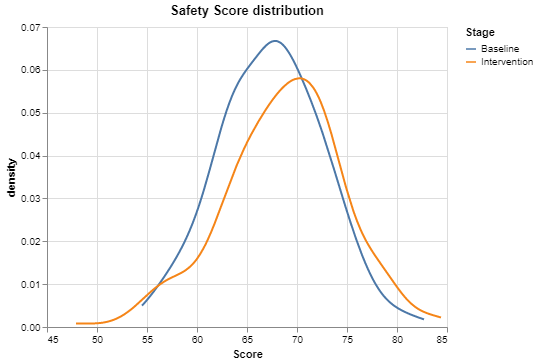 Safety Score distribution
Stage
Baseline
Intervention
density
0.07
0.06
0.05
0.04
0.03
0.02
0.01
0.00
45 50 55 60 65 70 75 80 85
Score